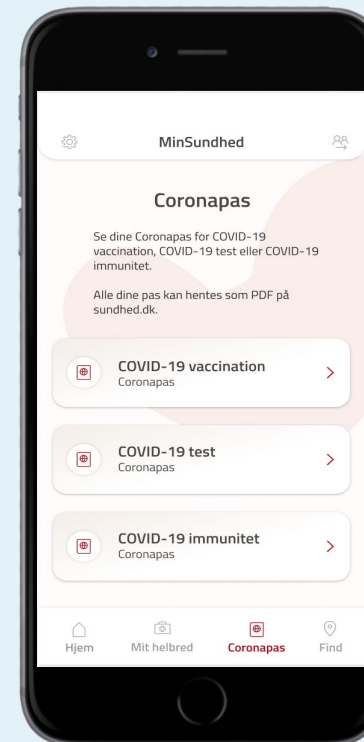 MinSundhed
Coronapas
Se dine Coronapas for COVID-19
vaccination, COVID-19 test eller COVID-19
immunitet.
Alle dine pas kan hentes som PDF på
sundhed.dk.
COVID-19 vaccination
Coronapas
COVID-19 test
Coronapas
COVID-19 immunitet
Coronapas
Hjem Mit helbred Coronapas Find